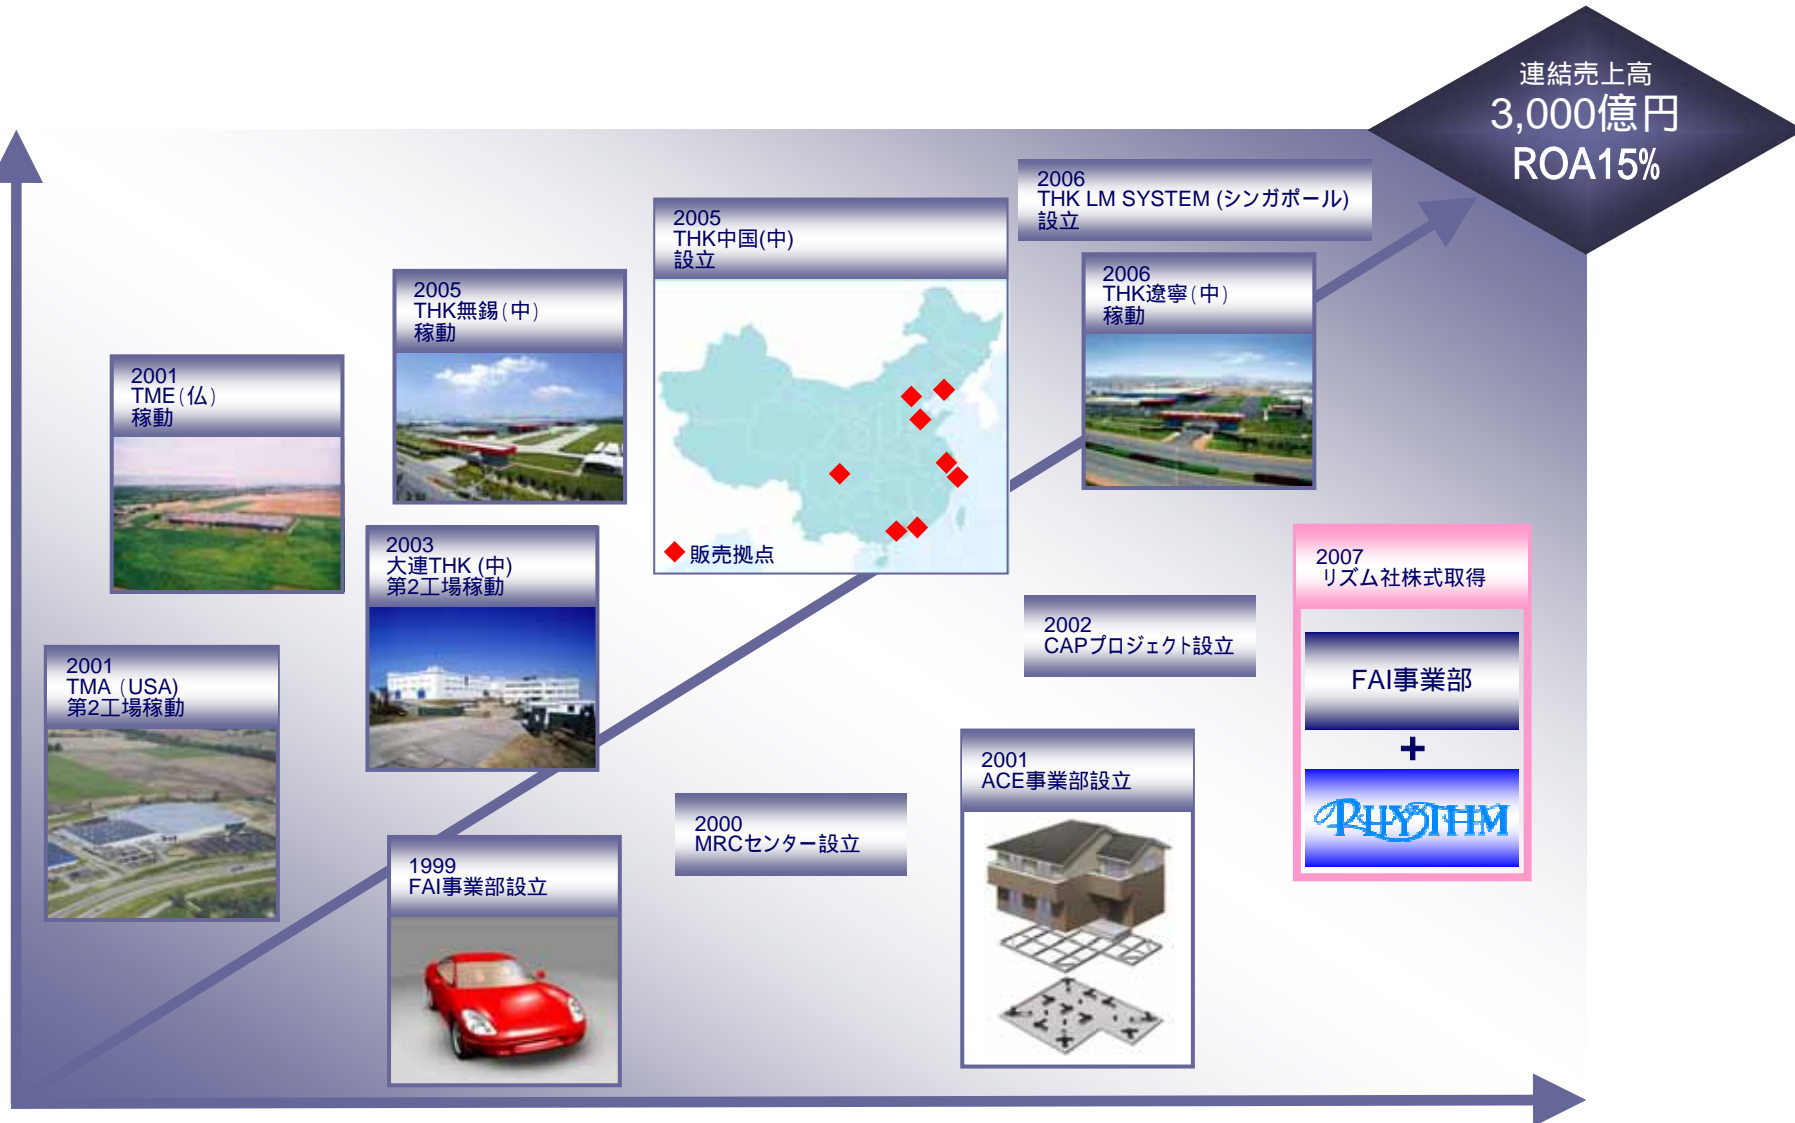 連結売上高
3,000億円
ROA15%
2006
THK LM SYSTEM (シンガポール)
設立
2005
THK中国(中)
設立
販売拠点
2006
THK遼寧(中)
稼動
2005
THK無錫(中)
稼動
2001
TME(仏)
稼動
2003
大連THK (中)
第2工場稼動
2001
TMA (USA)
第2工場稼動
2007
リズム社株式取得
FAI事業部
+
RHYTHM
2002
CAPプロジェクト設立
2001
ACE事業部設立
2000
MRCセンター設立
1999
FAI事業部設立